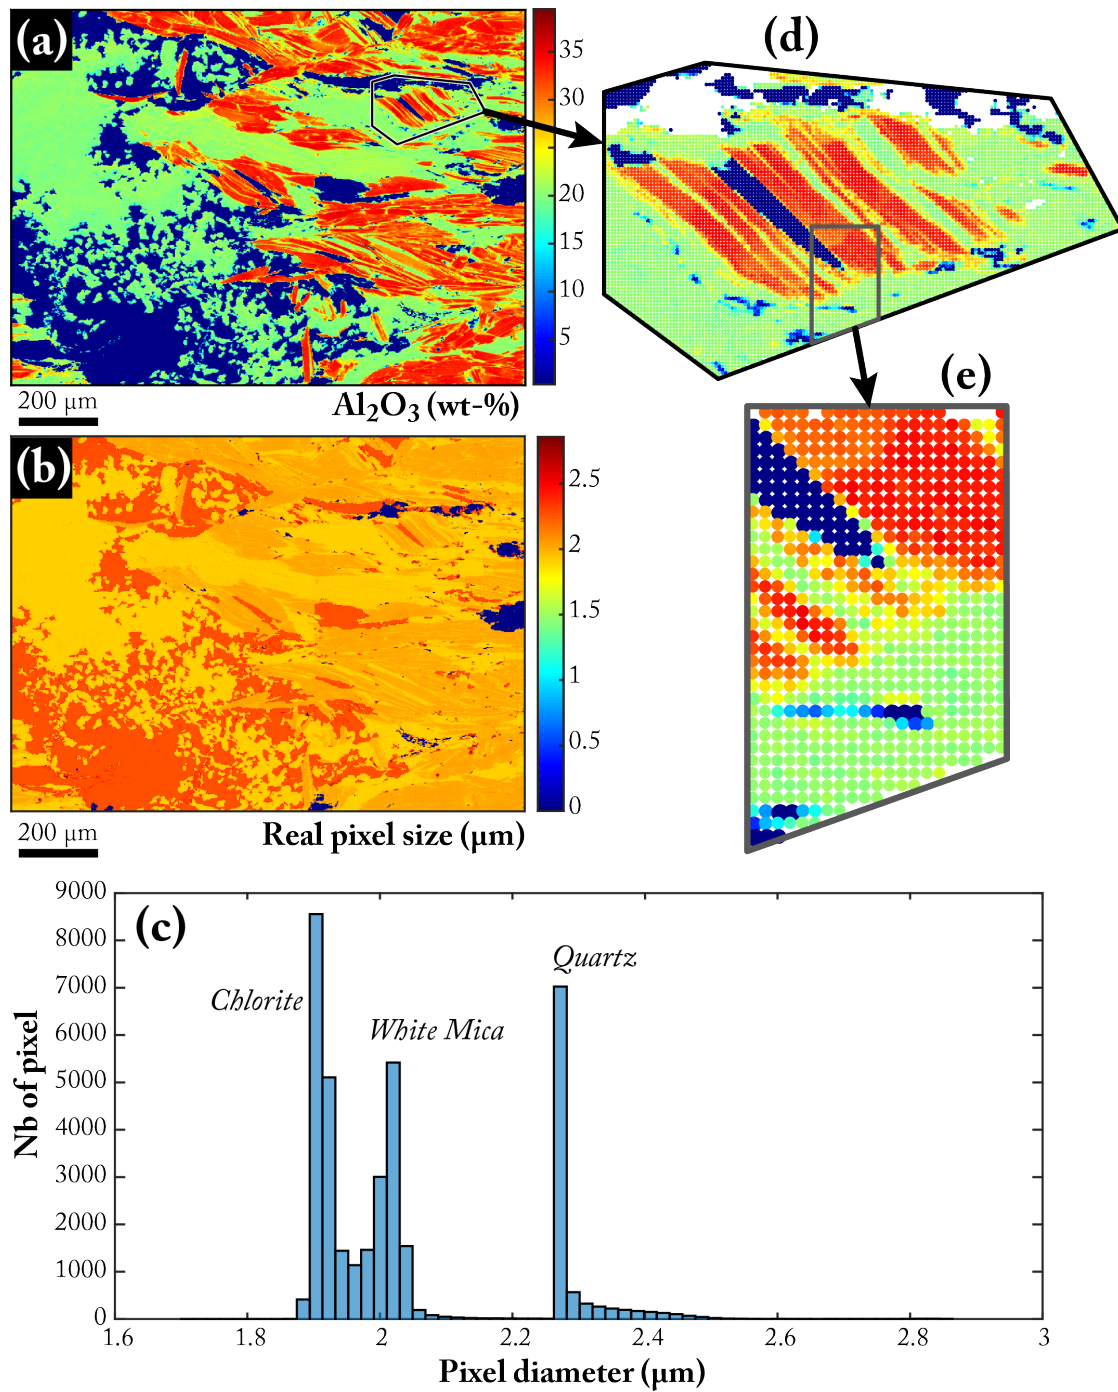 (a)
35
30
25
20
15
10
5
200 µm
Al₂O₃ (wt-%)
(d)
(e)
(b)
2.5
2
1.5
1
0.5
0
200 µm
Real pixel size (µm)
(c)
9000
8000
7000
6000
5000
4000
3000
2000
1000
0
Nb of pixel
Chlorite
White Mica
Quartz
1.6 1.8 2 2.2 2.4 2.6 2.8 3
Pixel diameter (µm)